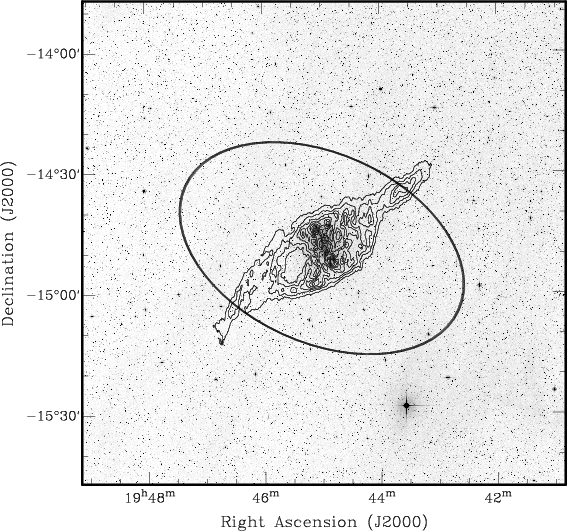 −14°00′
−14°30′
−15°00′
−15°30′
Declination (J2000)
19ʰ48ᵐ 46ᵐ 44ᵐ 42ᵐ
Right Ascension (J2000)